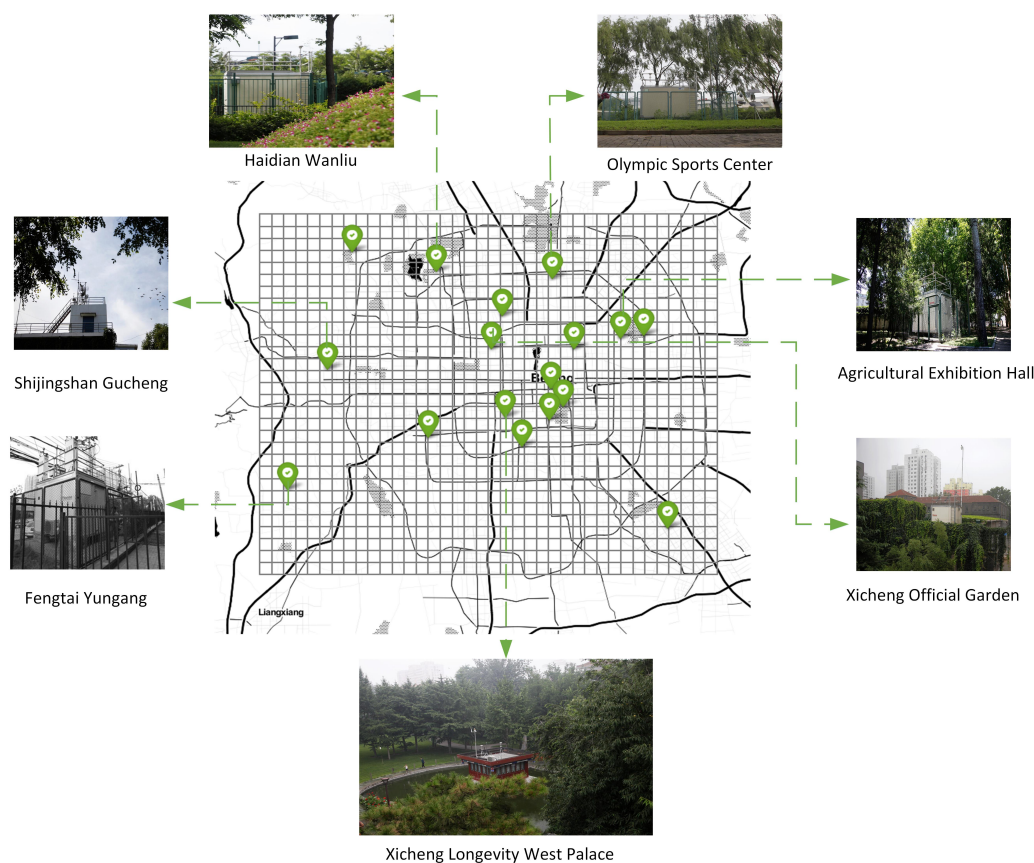 Haidian Wanliu
Olympic Sports Center
Shijingshan Gucheng
Agricultural Exhibition Hall
Fengtai Yungang
Xicheng Official Garden
Liangxiang
Xicheng Longevity West Palace